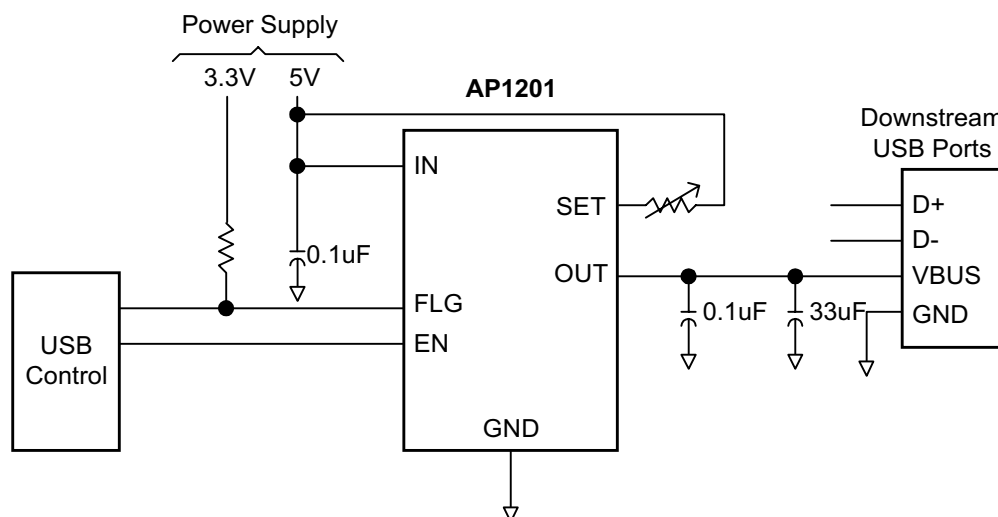 Power Supply
3.3V
5V
AP1201
Downstream
USB Ports
IN
SET
D+
D-
0.1uF
OUT
VBUS
FLG
0.1uF
33uF
GND
EN
USB
Control
GND